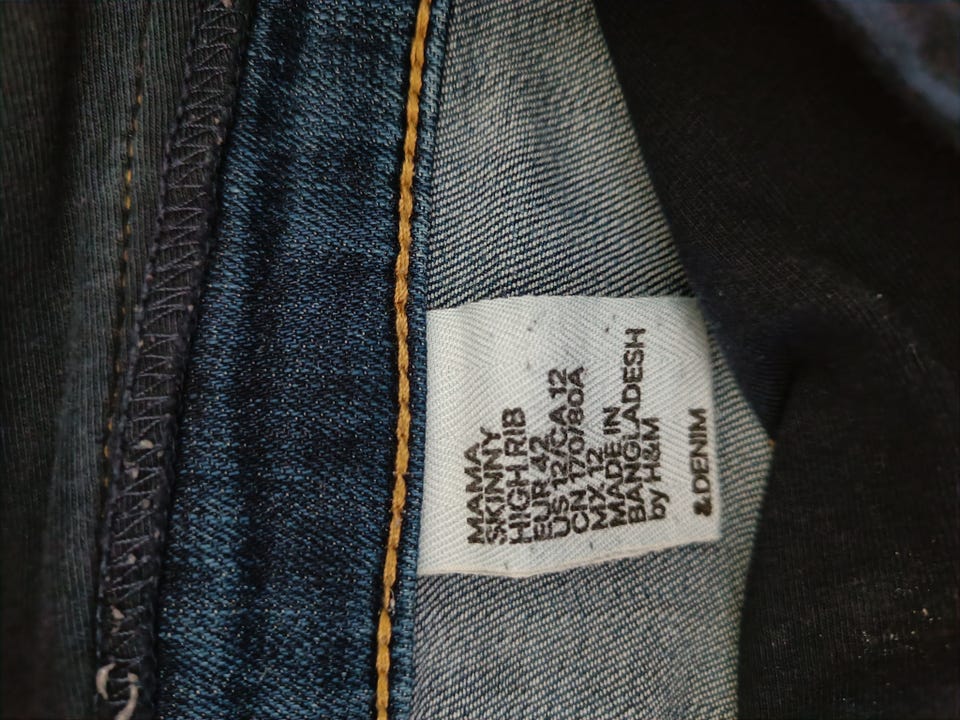 MAMA
SKINNY
HIGH RIB
EUR 42
US 12/CA 12
CN 170/80A
MX 12
MADE IN
BANGLADESH
by H&M
&DENIM